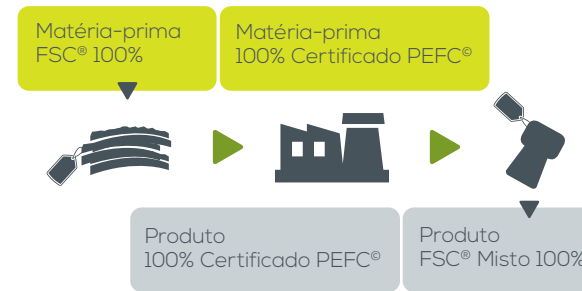 Matéria-prima
FSC® 100%
Matéria-prima
100% Certificado PEFC©
Produto
100% Certificado PEFC©
Produto
FSC® Misto 100%